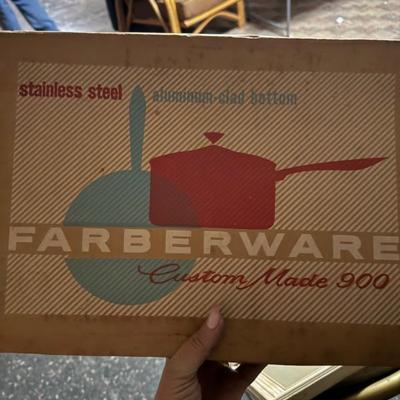 stainless steel aluminum-clad bottom
FARBERWARE
Custom Made 900